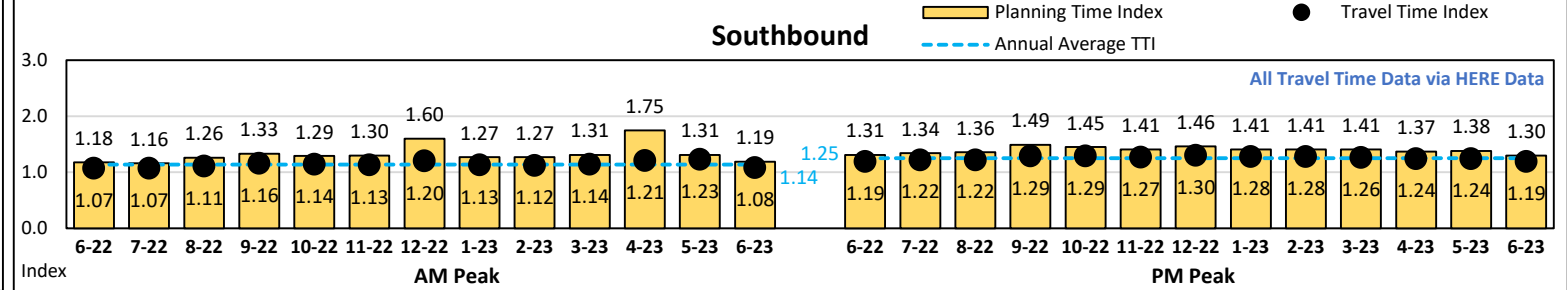 Southbound
Planning Time Index
Travel Time Index
Annual Average TTI
All Travel Time Data via HERE Data
3.0
2.0
1.0
0.0
1.18 1.16 1.26 1.33 1.29 1.30 1.60 1.27 1.27 1.31 1.75 1.31 1.19
1.31 1.34 1.36 1.49 1.45 1.41 1.46 1.41 1.41 1.41 1.37 1.38 1.30
1.25
1.14
1.07 1.07 1.11 1.16 1.14 1.13 1.20 1.13 1.12 1.14 1.21 1.23 1.08
1.19 1.22 1.22 1.29 1.29 1.27 1.30 1.28 1.28 1.26 1.24 1.24 1.19
6-22 7-22 8-22 9-22 10-22 11-22 12-22 1-23 2-23 3-23 4-23 5-23 6-23
6-22 7-22 8-22 9-22 10-22 11-22 12-22 1-23 2-23 3-23 4-23 5-23 6-23
Index
AM Peak
PM Peak